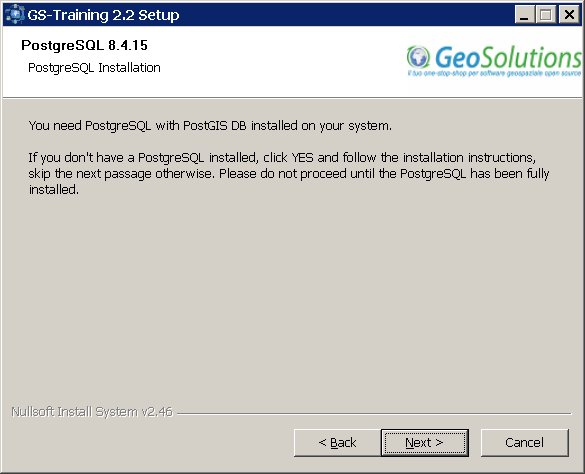 GS-Training 2.2 Setup
PostgreSQL 8.4.15
PostgreSQL Installation
GeoSolutions
il tuo one-stop-shop per software geospaziale open source
You need PostgreSQL with PostGIS DB installed on your system.
If you don't have a PostgreSQL installed, click YES and follow the installation instructions,
skip the next passage otherwise. Please do not proceed until the PostgreSQL has been fully
installed.
Nullsoft Install System v2.46
< Back
Next >
Cancel